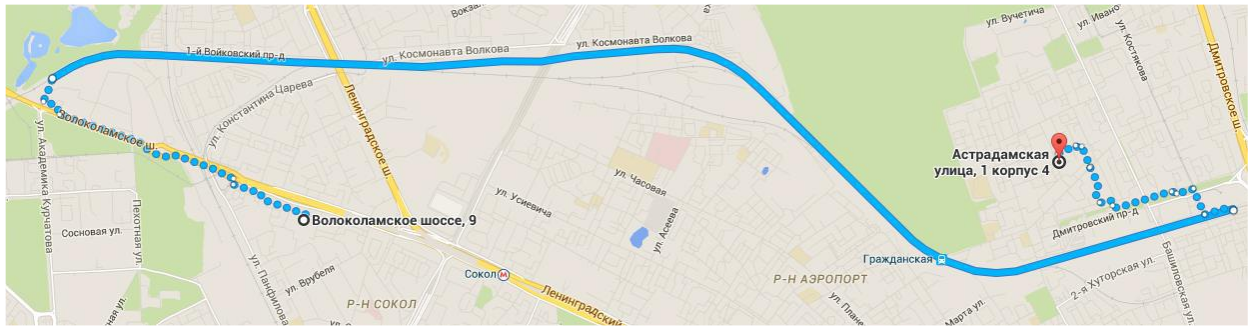 ул. Вучетича
ул. Ивано
Вокза
1-й Войковский пр-д
ул. Космонавта Волкова
ул. Космонавта Волкова
ул. Костякова
Дмитровское ш.
ул. Константина Царева
Ленинградское ш.
Волоколамское ш.
ул. Академика Курчатова
Астрадамская
улица, 1 корпус 4
ул. Часовая
ул. Усиевича
Волоколамское шоссе, 9
ул. Асеева
Пехотная ул.
Сосновая ул.
Дмитровский пр-д
Гражданская
Башиловская ул.
2-я Хуторская ул.
ул. Панфилова
ул. Врубеля
Сокол
М
Р-Н АЭРОПОРТ
Р-Н СОКОЛ
Ленинградский
ул. Плане
Марта ул.